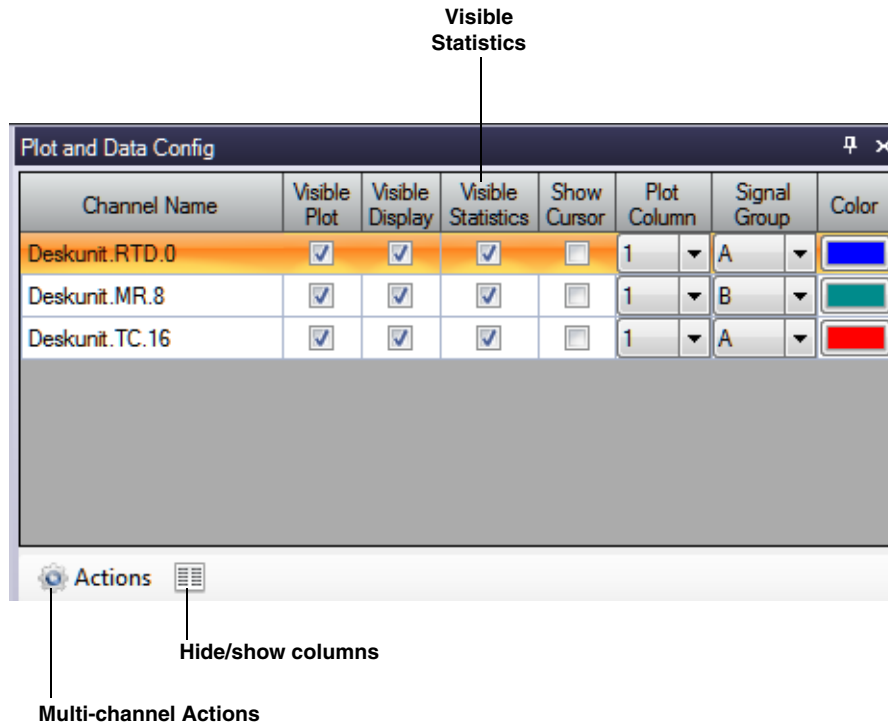 Visible
Statistics
Plot and Data Config
Channel Name Visible Plot Visible Display Visible Statistics Show Cursor Plot Column Signal Group Color
Deskunit.RTD.0 1 A
Deskunit.MR.8 1 B
Deskunit.TC.16 1 A
Actions
Hide/show columns
Multi-channel Actions